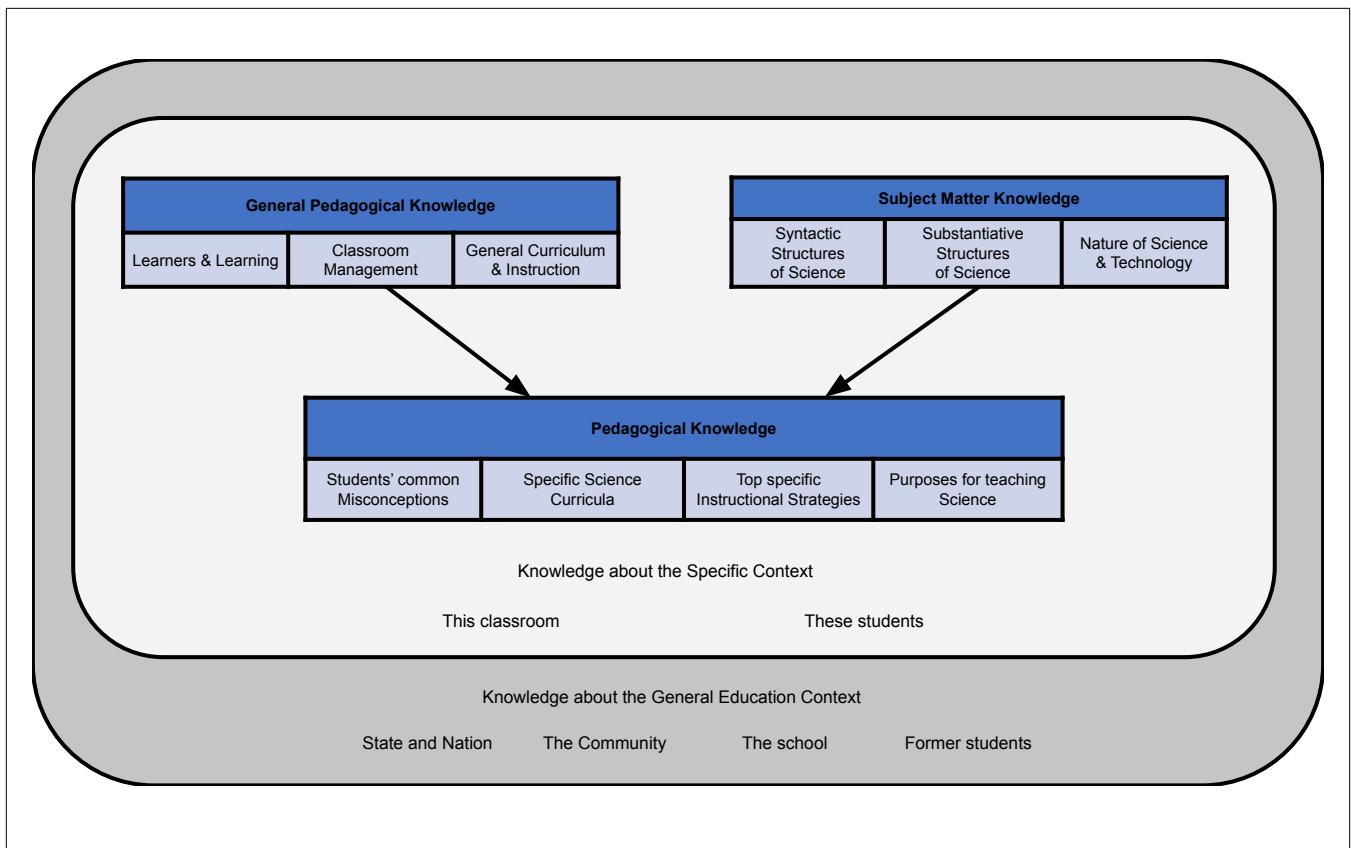 General Pedagogical Knowledge
Learners & Learning
Classroom
Management
General Curriculum
& Instruction
Subject Matter Knowledge
Syntactic
Structures
of Science
Substantiative
Structures
of Science
Nature of Science
& Technology
Pedagogical Knowledge
Students’ common
Misconceptions
Specific Science
Curricula
Top specific
Instructional Strategies
Purposes for teaching
Science
Knowledge about the Specific Context
This classroom
These students
Knowledge about the General Education Context
State and Nation
The Community
The school
Former students